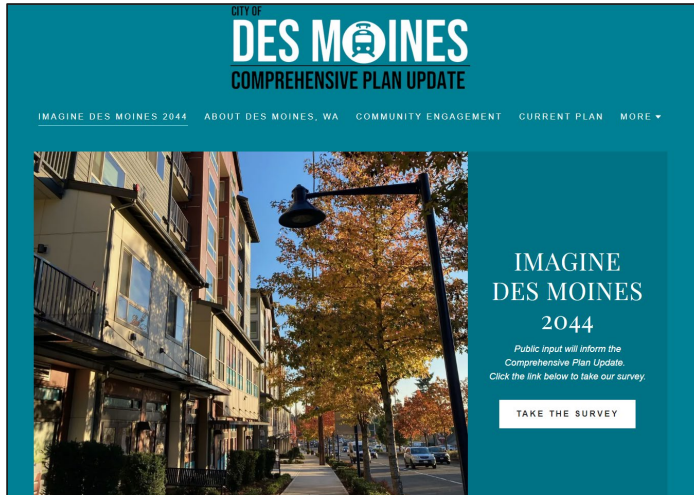 CITY OF
DES MOINES
COMPREHENSIVE PLAN UPDATE
IMAGINE DES MOINES 2044 ABOUT DES MOINES, WA COMMUNITY ENGAGEMENT CURRENT PLAN MORE
IMAGINE
DES MOINES
2044
Public input will inform the
Comprehensive Plan Update.
Click the link below to take our survey.
TAKE THE SURVEY